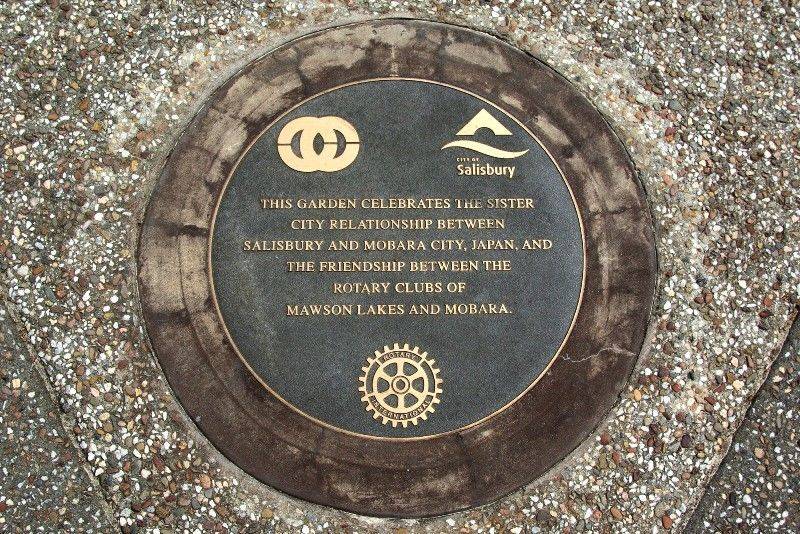 CITY OF
Salisbury
THIS GARDEN CELEBRATES THE SISTER
CITY RELATIONSHIP BETWEEN
SALISBURY AND MOBARA CITY, JAPAN, AND
THE FRIENDSHIP BETWEEN THE
ROTARY CLUBS OF
MAWSON LAKES AND MOBARA.
ROTARY
INTERNATIONAL